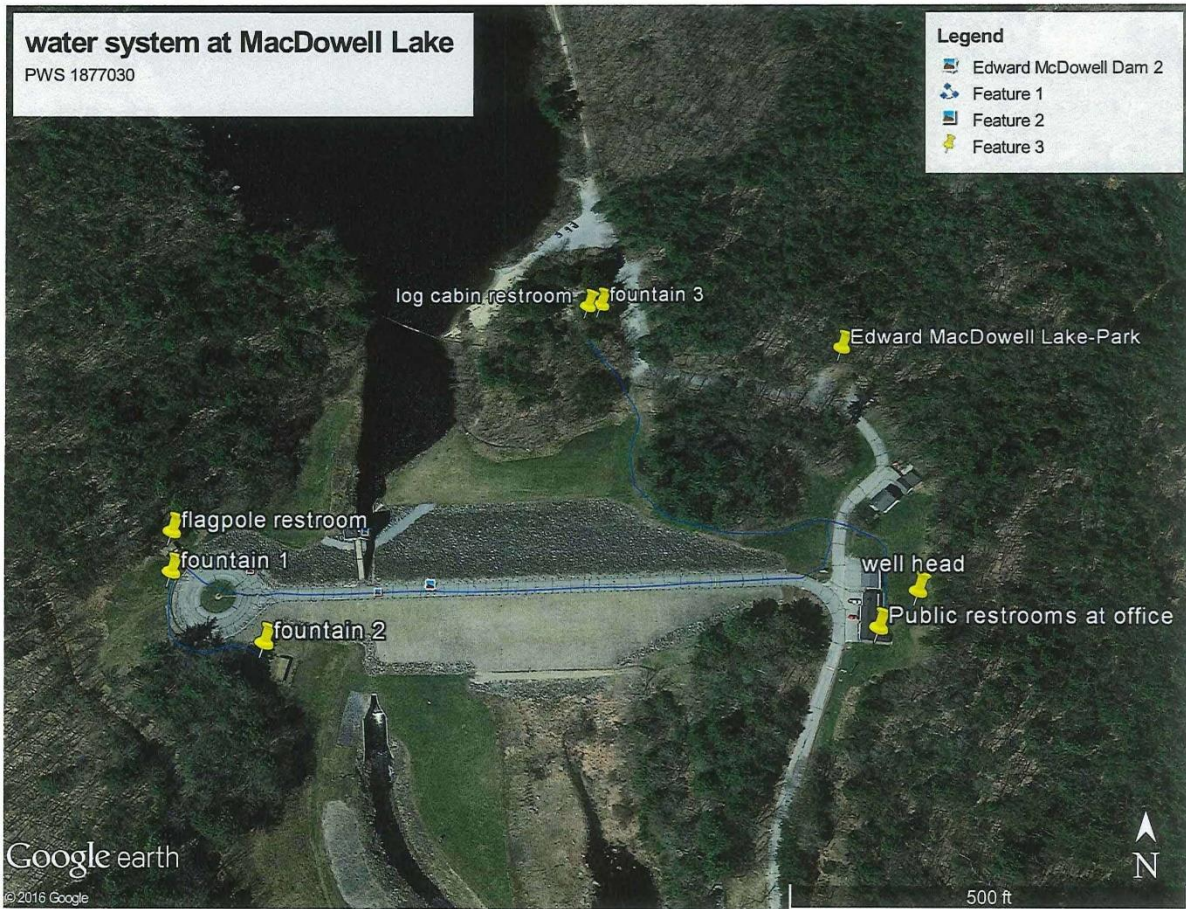 water system at MacDowell Lake
PWS 1877030
Legend
Edward McDowell Dam 2
Feature 1
Feature 2
Feature 3
log cabin restroom
fountain 3
Edward MacDowell Lake-Park
flagpole restroom
fountain 1
well head
Public restrooms at office
fountain 2
Google earth
© 2016 Google
N
500 ft